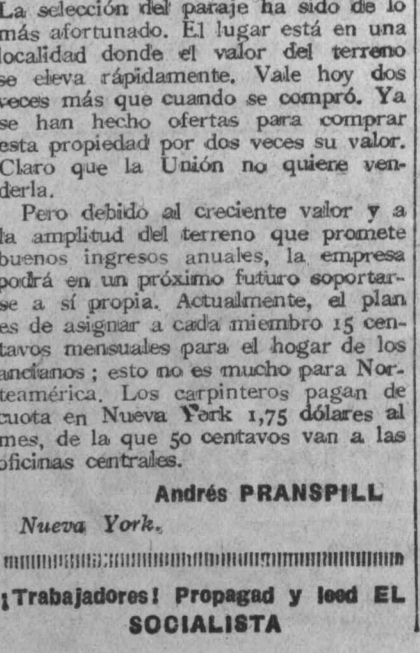 La selección del paraje ha sido de lo
más afortunado. El lugar está en una
localidad donde el valor del terreno
se eleva rápidamente. Vale hoy dos
veces más que cuando se compró. Ya
se han hecho ofertas para comprar
esta propiedad por dos veces su valor.
Claro que la Unión no quiere ven-
derla.
Pero debido al creciente valor y a
la amplitud del terreno que promete
buenos ingresos anuales, la empresa
podrá en un próximo futuro soportar-
se a sí propia. Actualmente, el plan
es de asignar a cada miembro 15 cen-
tavos mensuales para el hogar de los
ancianos; esto no es mucho para Nor-
teamérica. Los carpinteros pagan de
cuota en Nueva York 1,75 dólares al
mes, de la que 50 centavos van a las
oficinas centrales.
Andrés PRANSPILL
Nueva York.
¡Trabajadores! Propagad y leed EL
SOCIALISTA